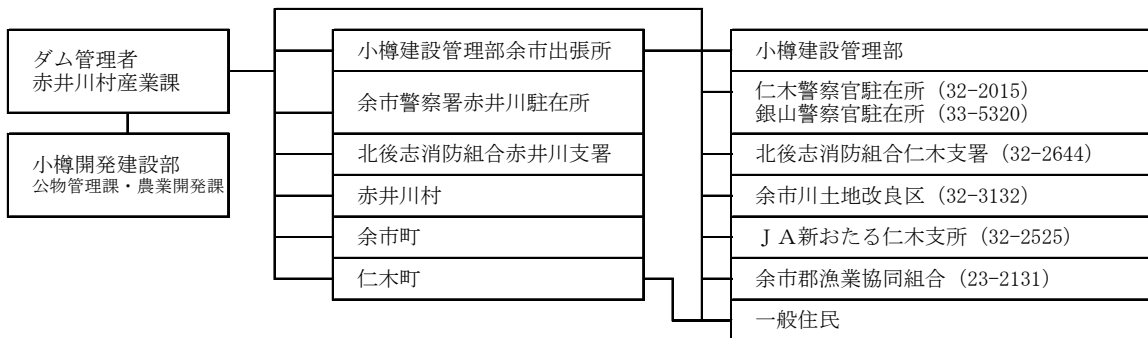 ダム管理者
赤井川村産業課
小樽開発建設部
公物管理課・農業開発課
小樽建設管理部余市出張所
余市警察署赤井川駐在所
北後志消防組合赤井川支署
赤井川村
余市町
仁木町
小樽建設管理部
仁木警察官駐在所（32-2015）
銀山警察官駐在所（33-5320）
北後志消防組合仁木支署（32-2644）
余市川土地改良区（32-3132）
ＪＡ新おたる仁木支所（32-2525）
余市郡漁業協同組合（23-2131）
一般住民